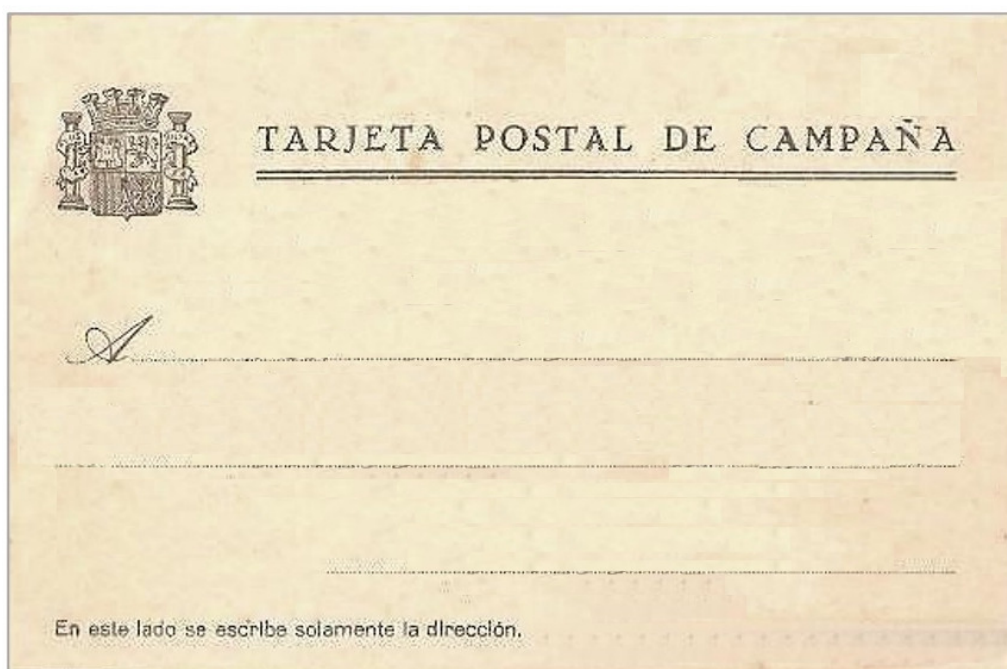 TARJETA POSTAL DE CAMPAÑA
A
En este lado se escribe solamente la dirección.